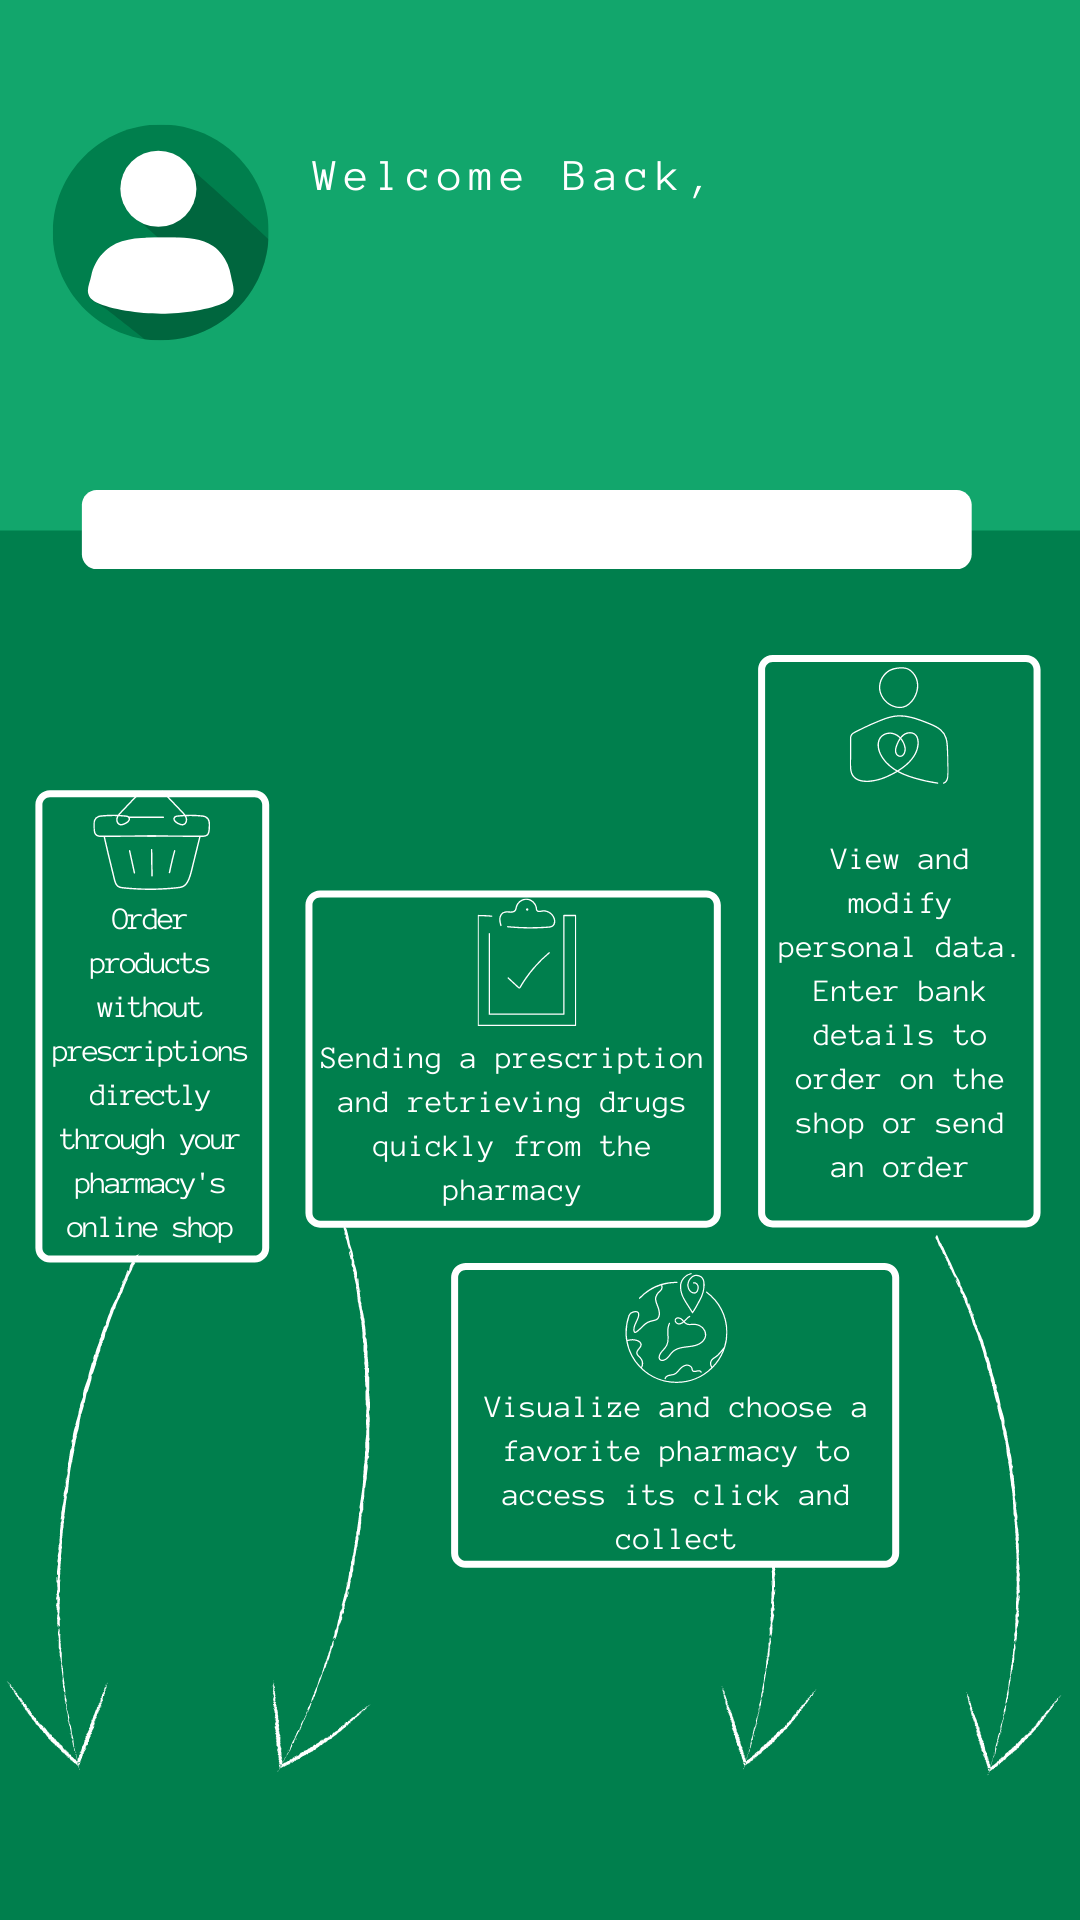 Welcome Back,
Order
products
without
prescriptions
directly
through your
pharmacy's
online shop
Sending a prescription
and retrieving drugs
quickly from the
pharmacy
View and
modify
personal data.
Enter bank
details to
order on the
shop or send
an order
Visualize and choose a
favorite pharmacy to
access its click and
collect